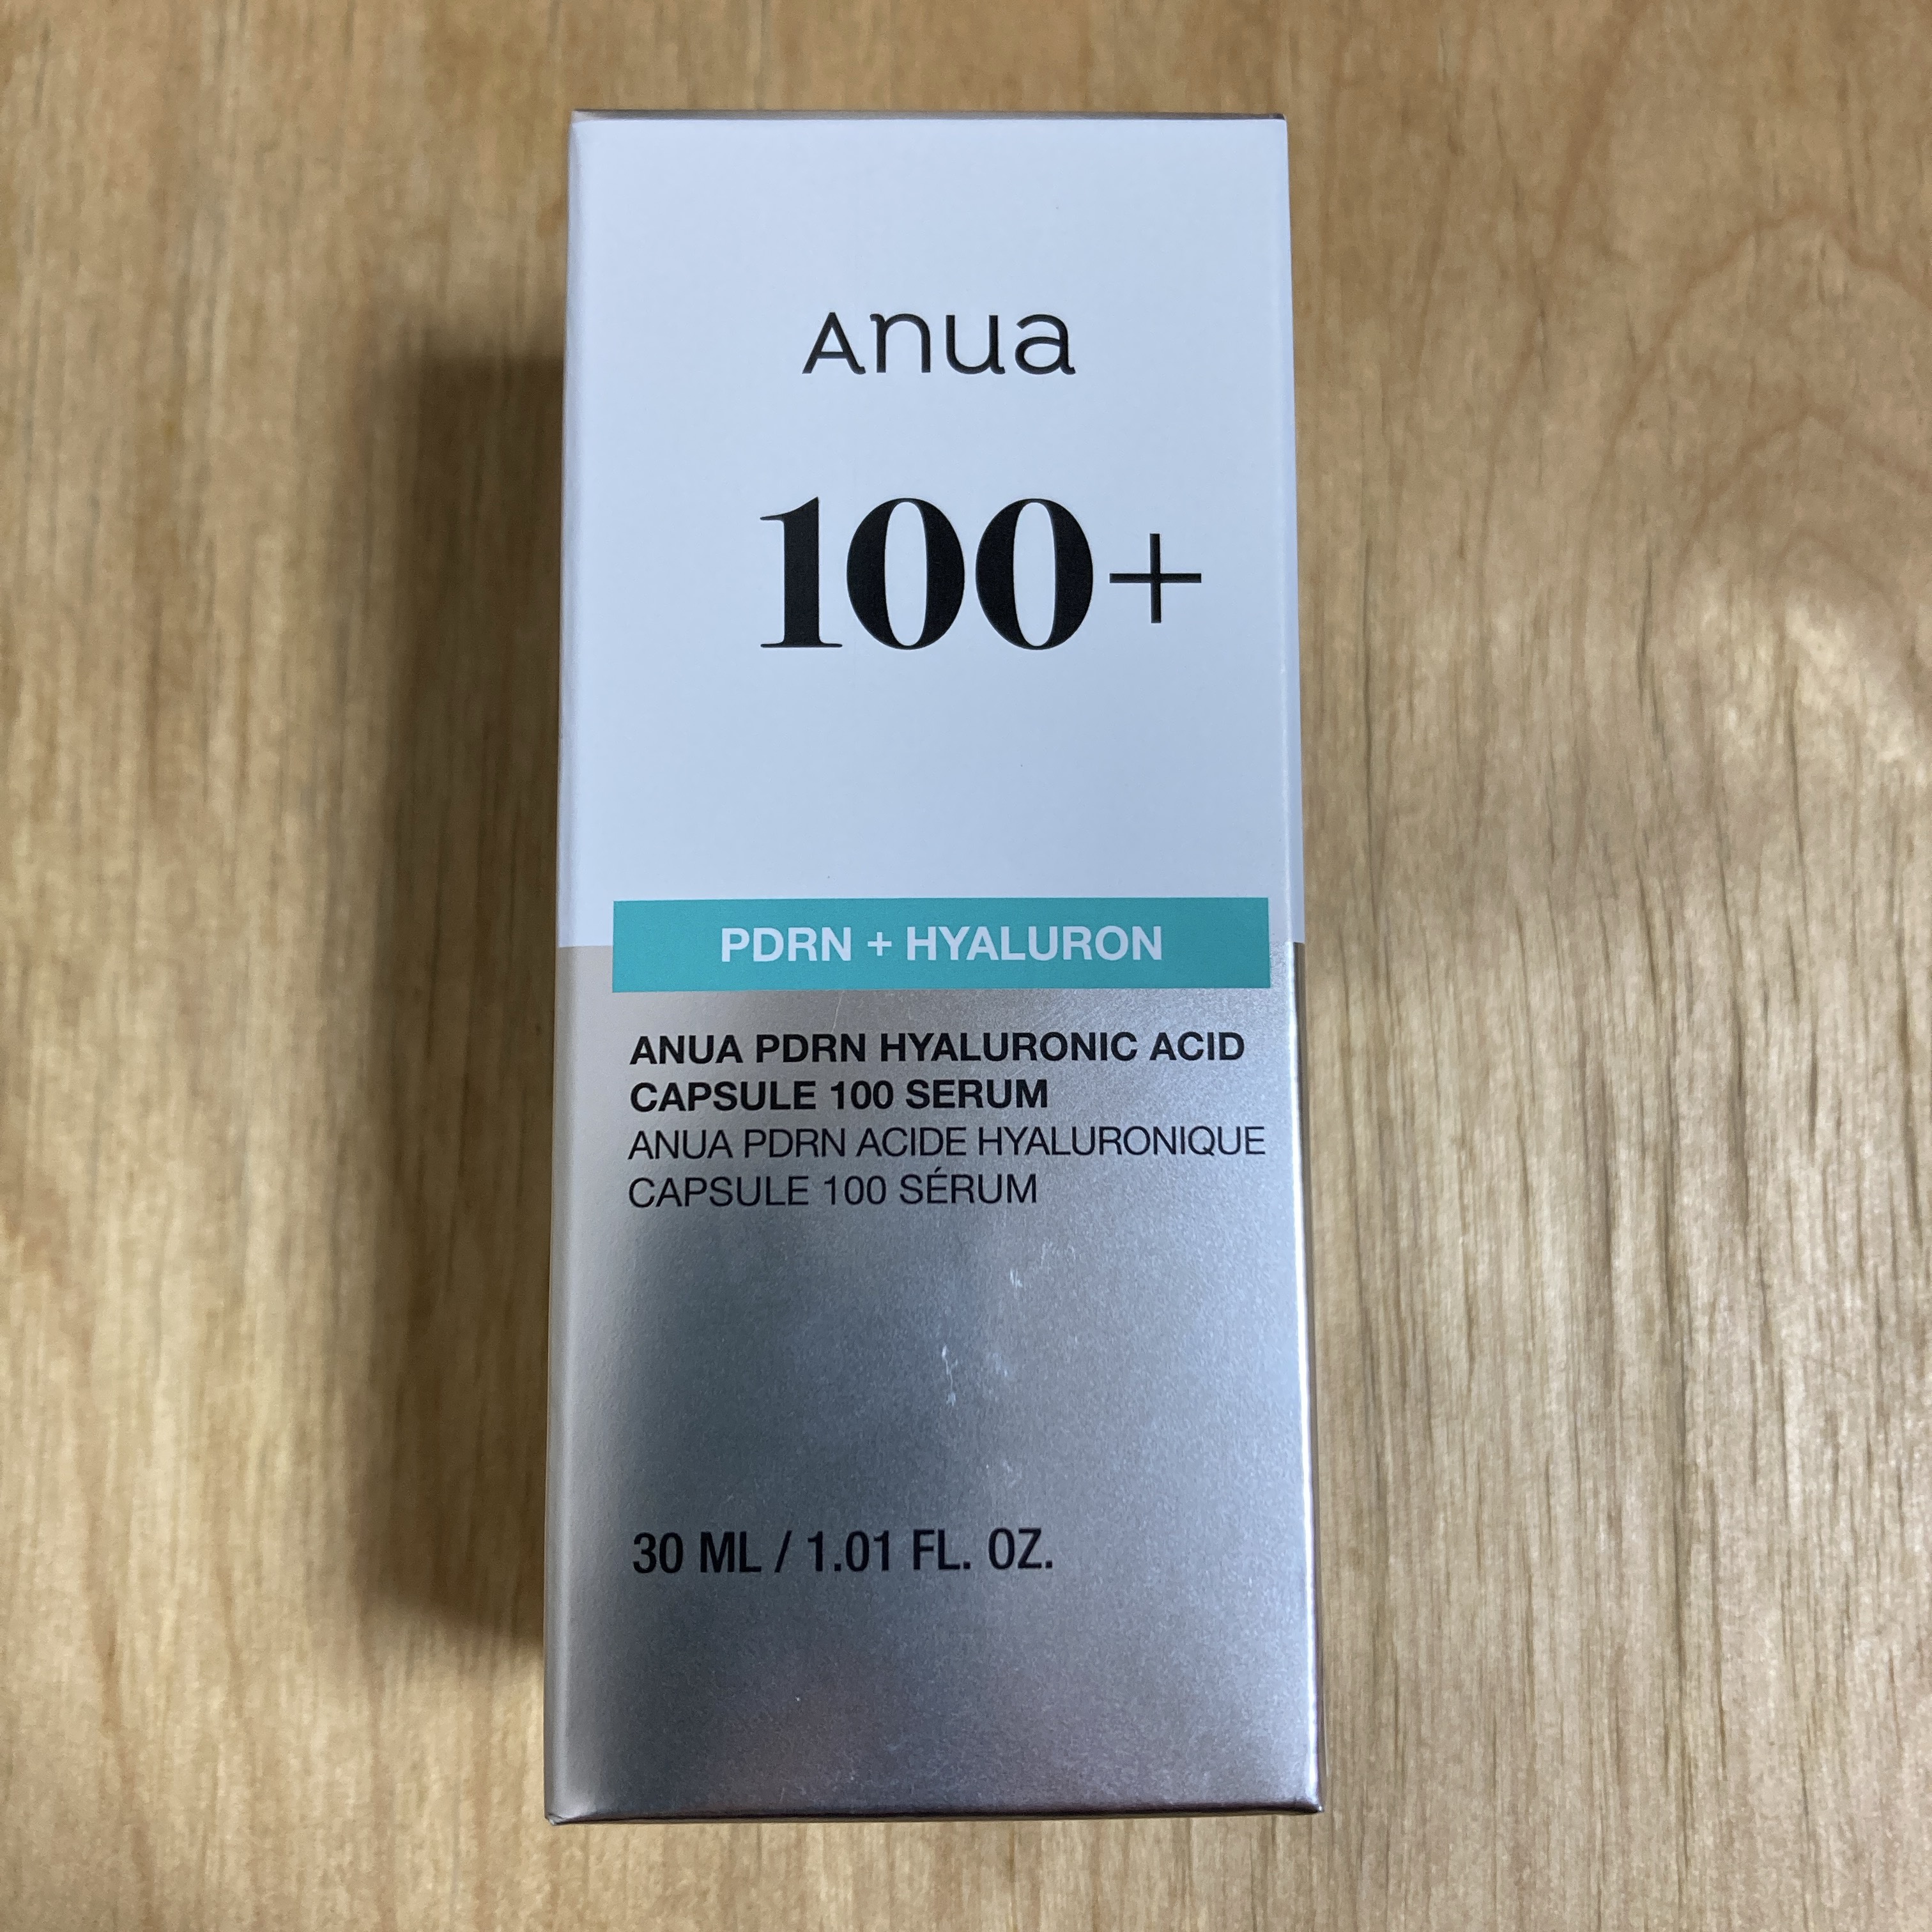 Anua
100+
PDRN + HYALURON
ANUA PDRN HYALURONIC ACID
CAPSULE 100 SERUM
ANUA PDRN ACIDE HYALURONIQUE
CAPSULE 100 SÉRUM
30 ML / 1.01 FL. OZ.